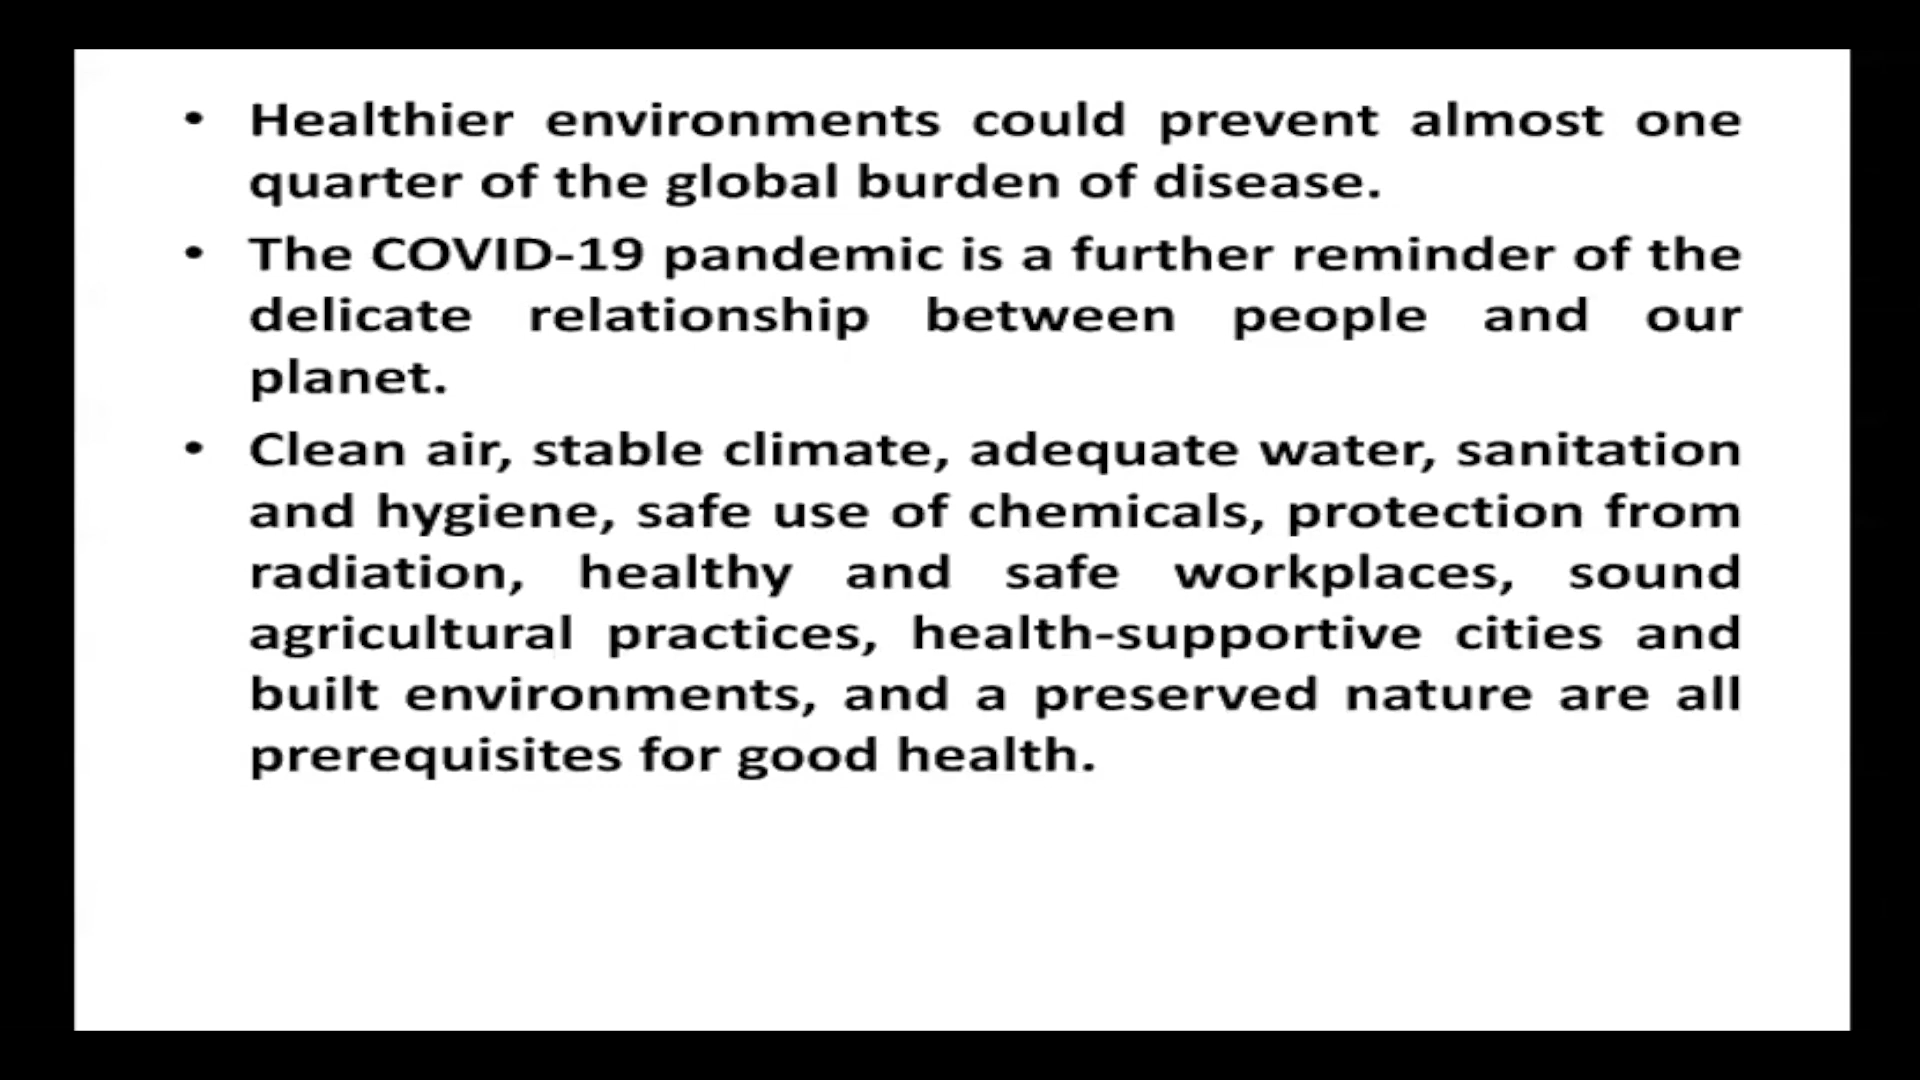 • Healthier environments could prevent almost one
quarter of the global burden of disease.
• The COVID-19 pandemic is a further reminder of the
delicate relationship between people and our
planet.
• Clean air, stable climate, adequate water, sanitation
and hygiene, safe use of chemicals, protection from
radiation, healthy and safe workplaces, sound
agricultural practices, health-supportive cities and
built environments, and a preserved nature are all
prerequisites for good health.